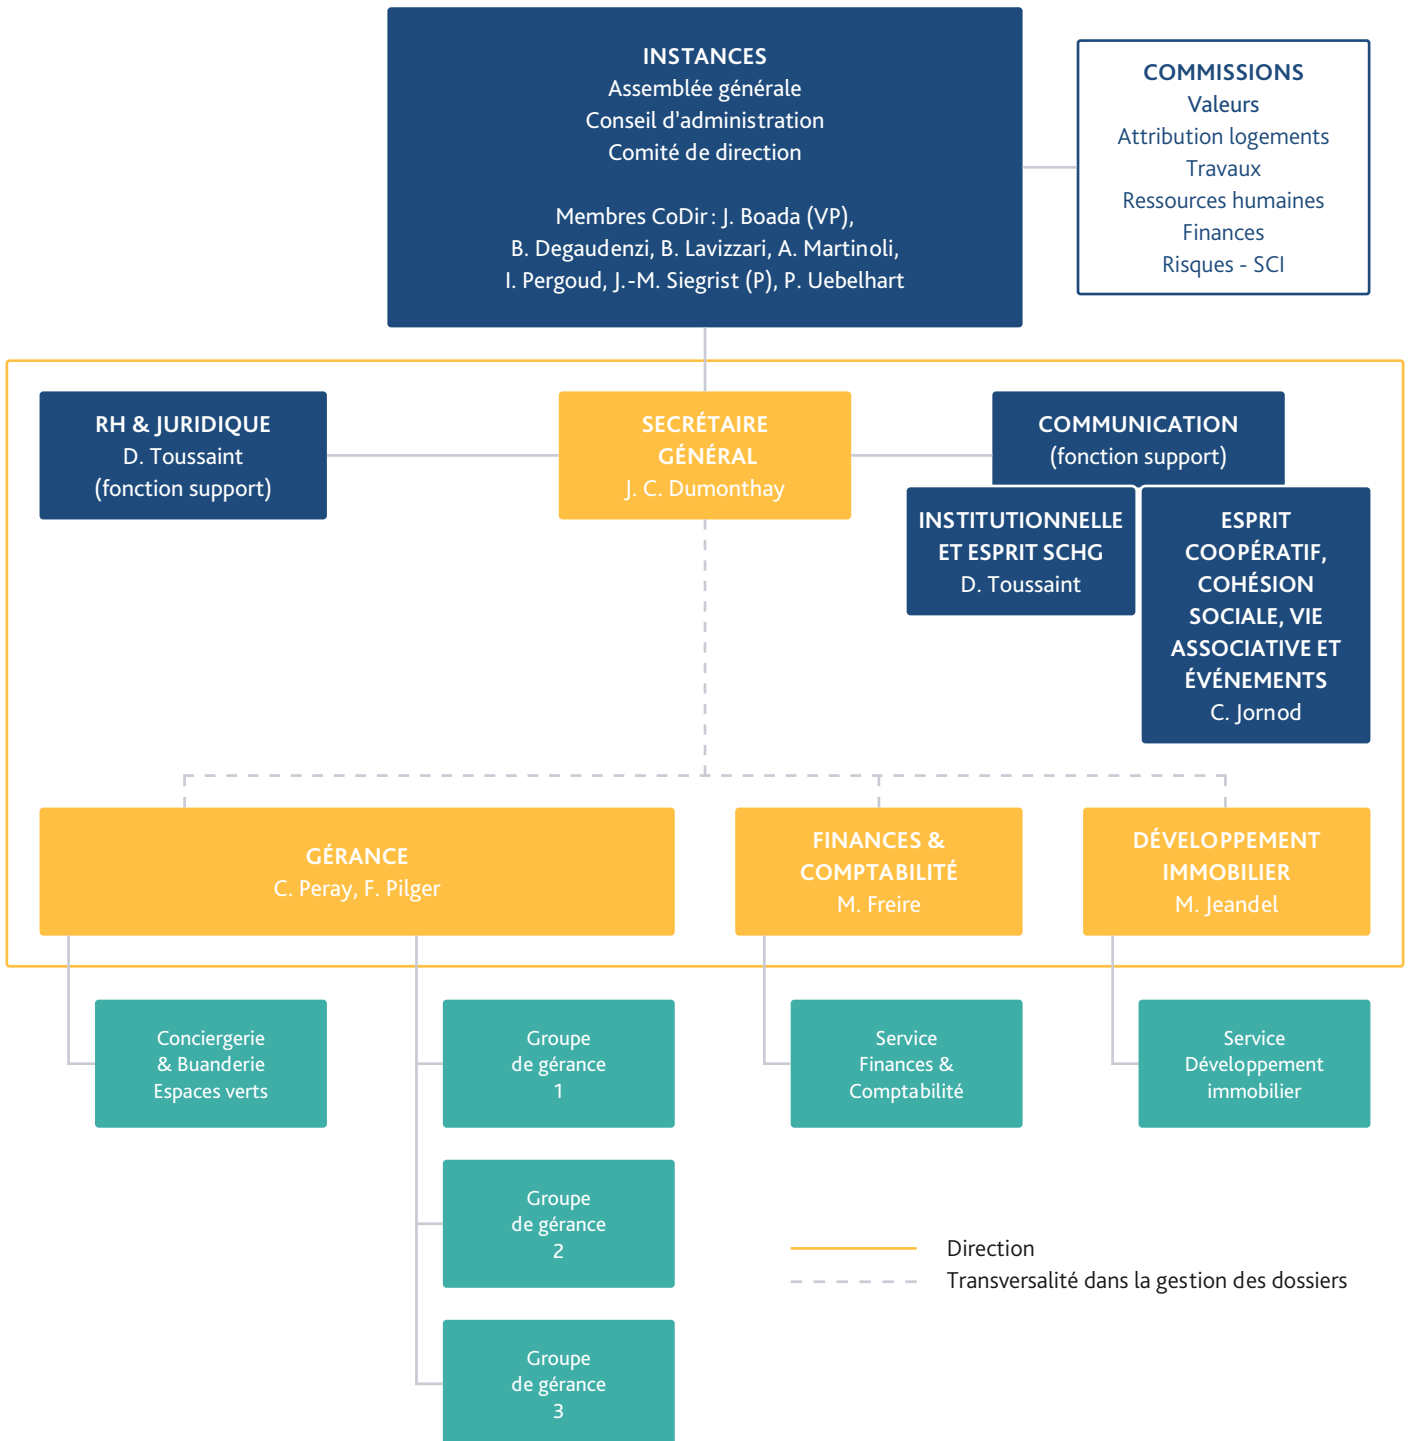 INSTANCES
Assemblée générale
Conseil d'administration
Comité de direction
Membres CoDir : J. Boada (VP),
B. Degaudenzi, B. Lavizzari, A. Martinoli,
I. Pergoud, J.-M. Siegrist (P), P. Uebelhart
COMMISSIONS
Valeurs
Attribution logements
Travaux
Ressources humaines
Finances
Risques - SCI
RH & JURIDIQUE
D. Toussaint
(fonction support)
SECRÉTAIRE
GÉNÉRAL
J. C. Dumonthay
COMMUNICATION
(fonction support)
INSTITUTIONNELLE
ET ESPRIT SCHG
D. Toussaint
ESPRIT
COOPÉRATIF,
COHÉSION
SOCIALE, VIE
ASSOCIATIVE ET
ÉVÉNEMENTS
C. Jornod
GÉRANCE
C. Peray, F. Pilger
FINANCES &
COMPTABILITÉ
M. Freire
DÉVELOPPEMENT
IMMOBILIER
M. Jeandel
Conciergerie
& Buanderie
Espaces verts
Groupe
de gérance
1
Service
Finances &
Comptabilité
Service
Développement
immobilier
Groupe
de gérance
2
Groupe
de gérance
3
Direction
Transversalité dans la gestion des dossiers